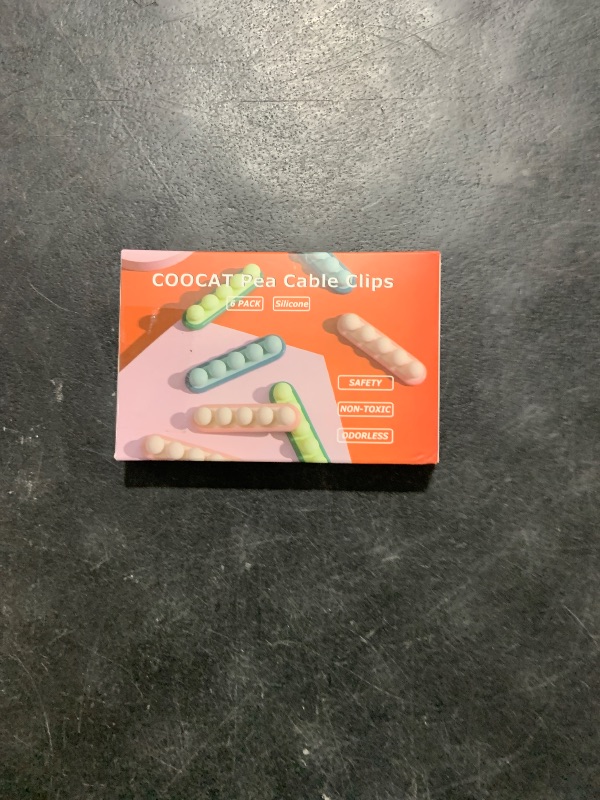 COOCAT Pea Cable Clips
6 PACK Silicone
SAFETY
NON-TOXIC
ODORLESS